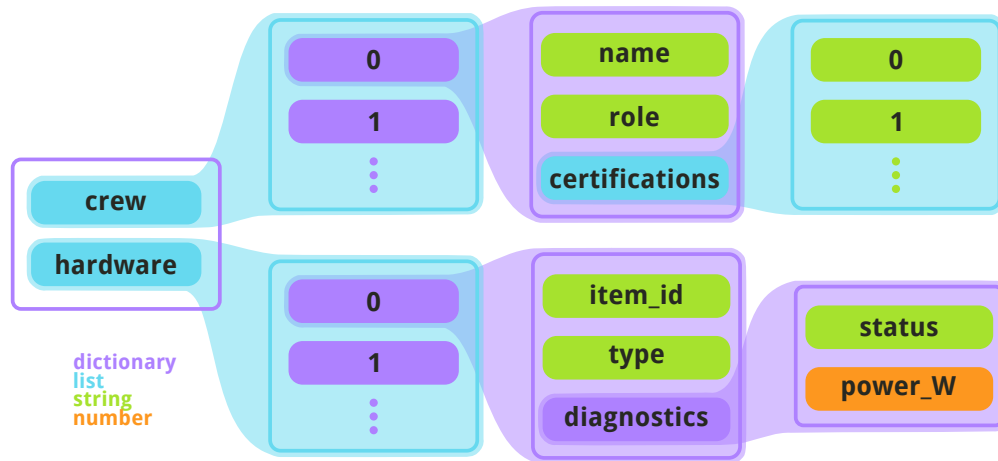 crew
hardware
0
1
name
role
certifications
0
1
0
1
item_id
type
diagnostics
status
power_W
dictionary
list
string
number